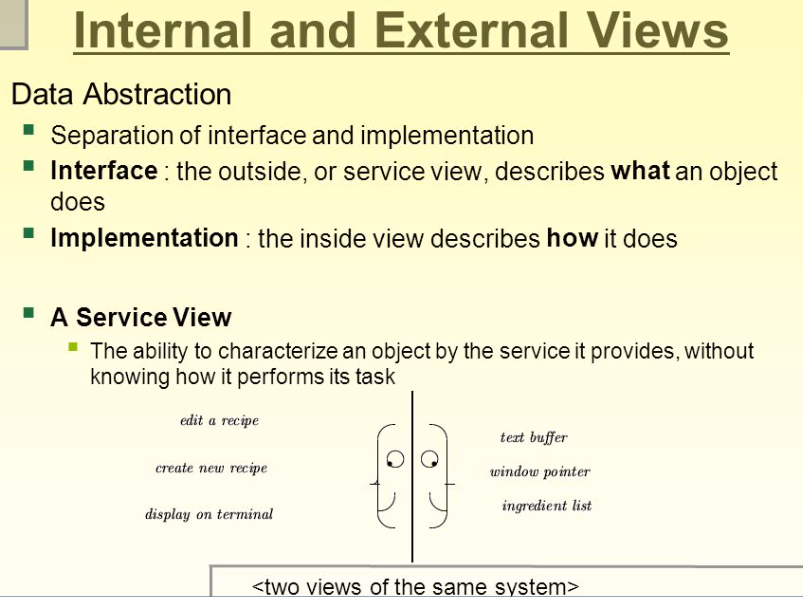 Internal and External Views
Data Abstraction
Separation of interface and implementation
Interface : the outside, or service view, describes what an object
does
Implementation : the inside view describes how it does
A Service View
The ability to characterize an object by the service it provides, without
knowing how it performs its task
edit a recipe
create new recipe
display on terminal
text buffer
window pointer
ingredient list
<two views of the same system>